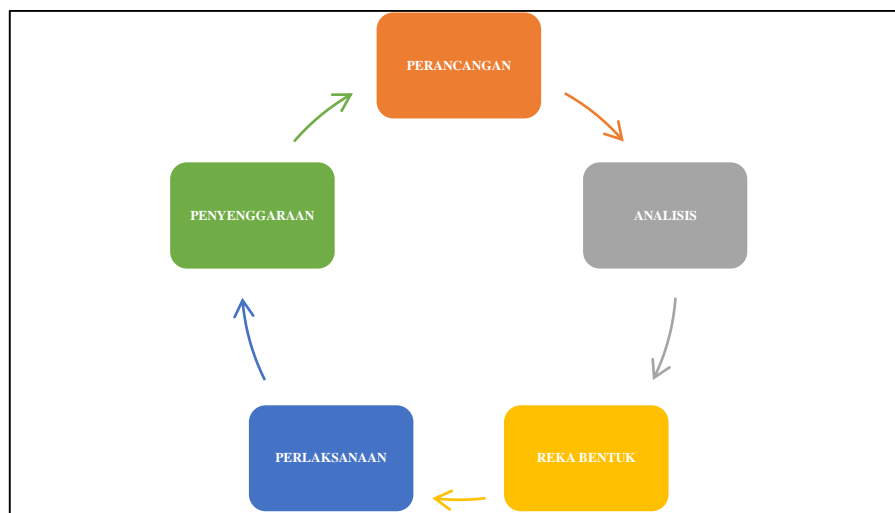 PERANCANGAN
ANALISIS
REKA BENTUK
PERLAKSANAAN
PENYENGGARAAN